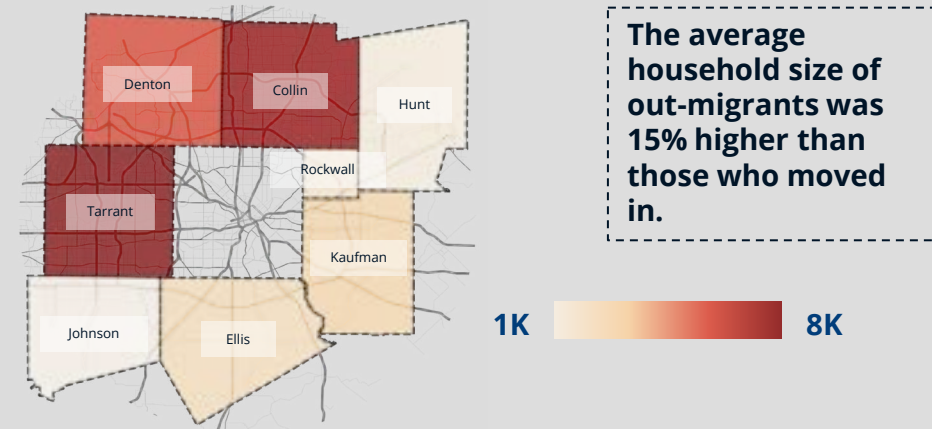 Denton
Collin
Hunt
Rockwall
Tarrant
Kaufman
Johnson
Ellis
The average
household size of
out-migrants was
15% higher than
those who moved
in.
1K
8K